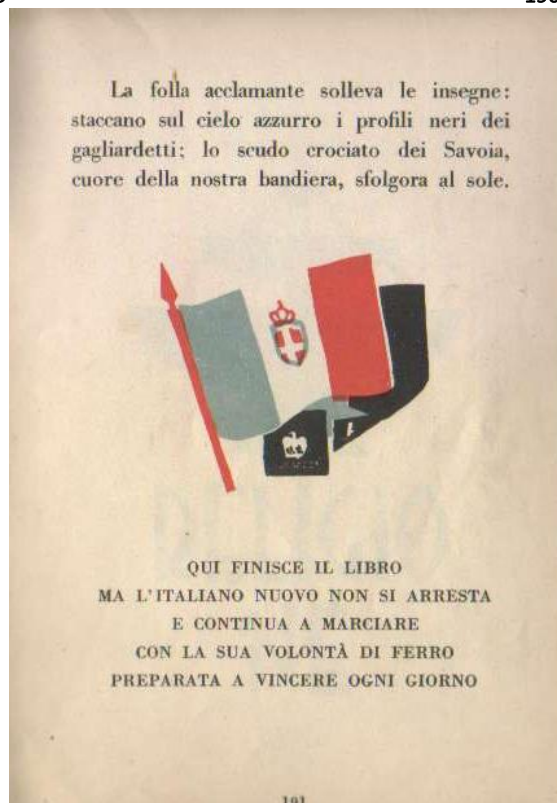 La folla acclamante solleva le insegne:
staccano sul cielo azzurro i profili neri dei
gagliardetti; lo scudo crociato dei Savoia,
cuore della nostra bandiera, sfolgora al sole.
QUI FINISCE IL LIBRO
MA L'ITALIANO NUOVO NON SI ARRESTA
E CONTINUA A MARCIARE
CON LA SUA VOLONTÀ DI FERRO
PREPARATA A VINCERE OGNI GIORNO
191